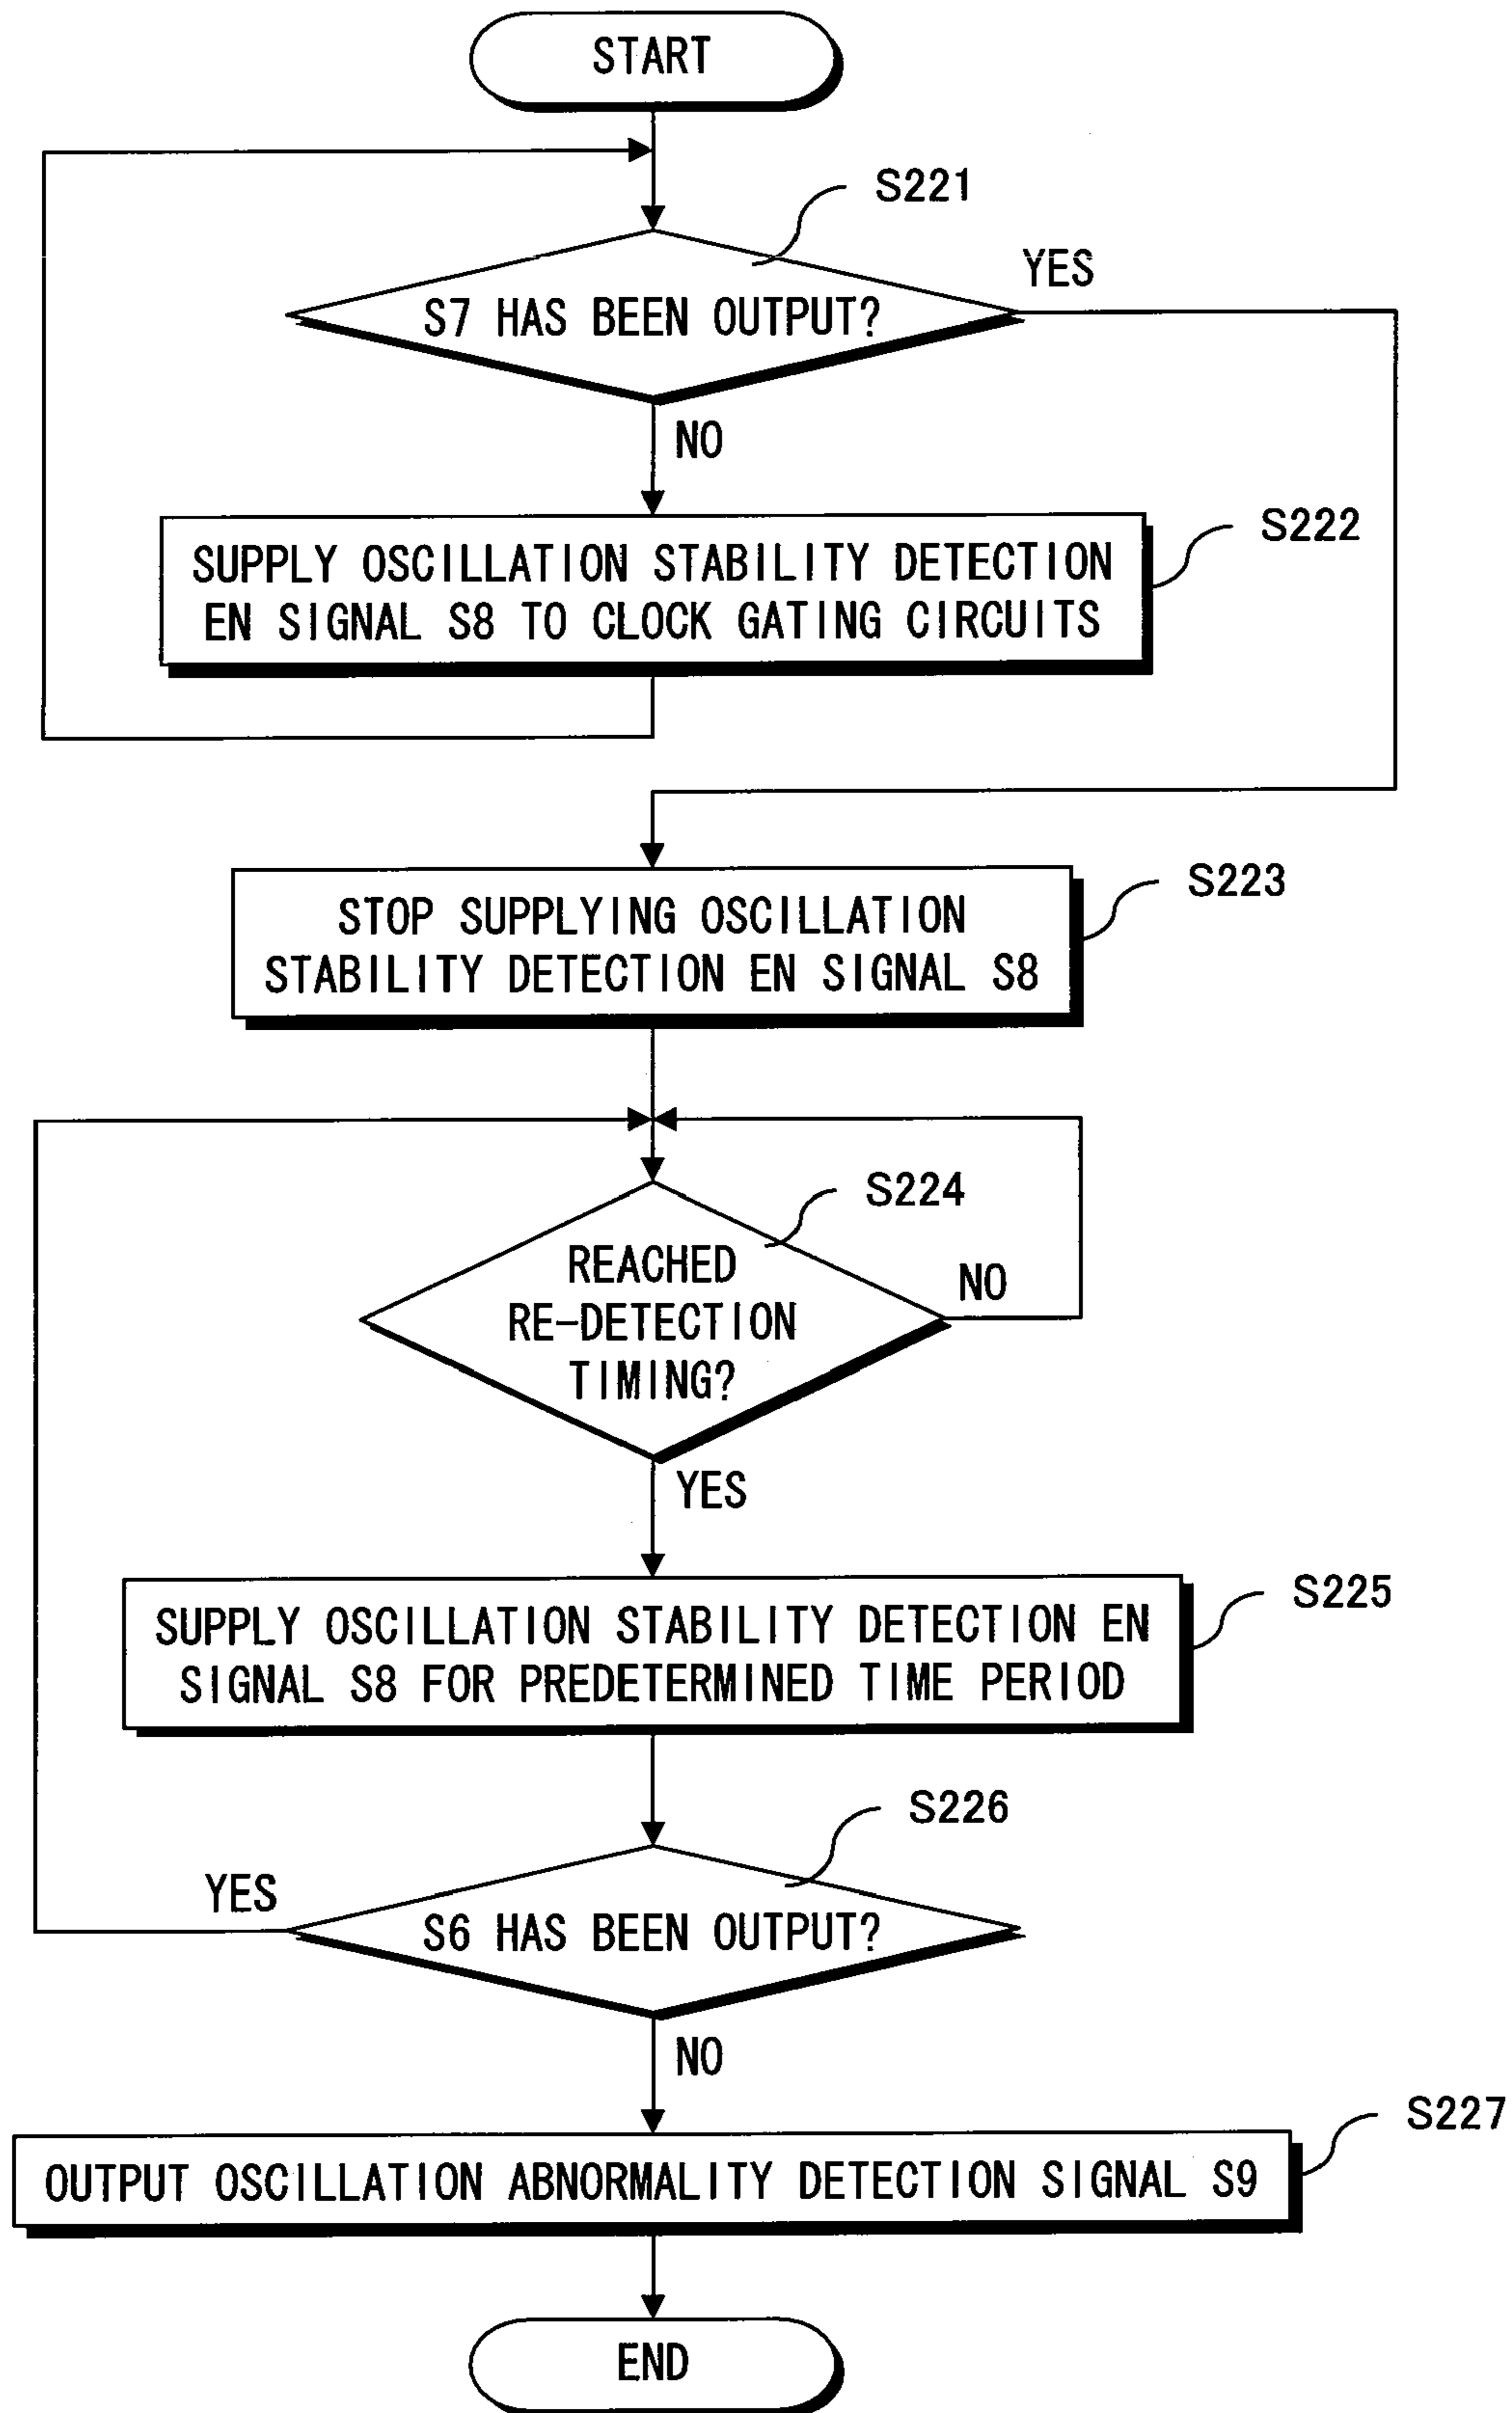 START
S221
S7 HAS BEEN OUTPUT?
YES
NO
S222
SUPPLY OSCILLATION STABILITY DETECTION
EN SIGNAL S8 TO CLOCK GATING CIRCUITS
S223
STOP SUPPLYING OSCILLATION
STABILITY DETECTION EN SIGNAL S8
S224
REACHED
RE-DETECTION
TIMING?
NO
YES
S225
SUPPLY OSCILLATION STABILITY DETECTION EN
SIGNAL S8 FOR PREDETERMINED TIME PERIOD
S226
YES
S6 HAS BEEN OUTPUT?
NO
S227
OUTPUT OSCILLATION ABNORMALITY DETECTION SIGNAL S9
END